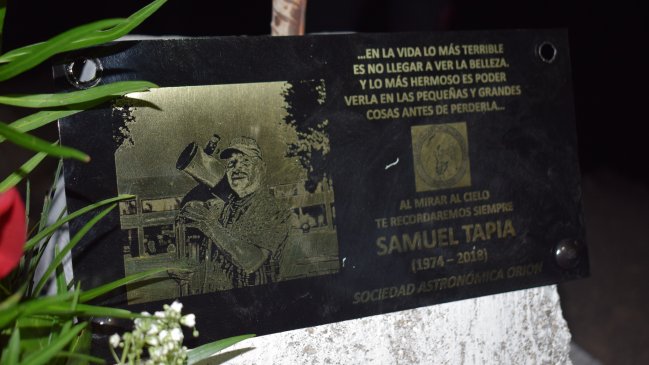 ...EN LA VIDA LO MÁS TERRIBLE
ES NO LLEGAR A VER LA BELLEZA.
Y LO MÁS HERMOSO ES PODER
VERLA EN LAS PEQUEÑAS Y GRANDES
COSAS ANTES DE PERDERLA...
AL MIRAR AL CIELO
TE RECORDAREMOS SIEMPRE
SAMUEL TAPIA
(1974 – 2018)
SOCIEDAD ASTRONÓMICA ORION